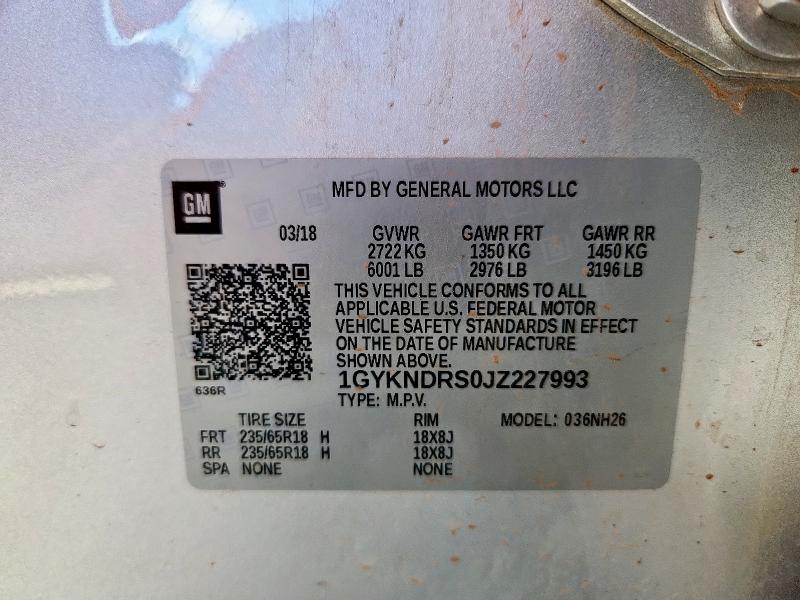 GM
MFD BY GENERAL MOTORS LLC
03/18 GVWR GAWR FRT GAWR RR
2722 KG 1350 KG 1450 KG
6001 LB 2976 LB 3196 LB
THIS VEHICLE CONFORMS TO ALL
APPLICABLE U.S. FEDERAL MOTOR
VEHICLE SAFETY STANDARDS IN EFFECT
ON THE DATE OF MANUFACTURE
SHOWN ABOVE.
1GYKNDRS0JZ227993
636R
TYPE: M.P.V.
TIRE SIZE RIM MODEL: 036NH26
FRT 235/65R18 H 18X8J
RR 235/65R18 H 18X8J
SPA NONE NONE